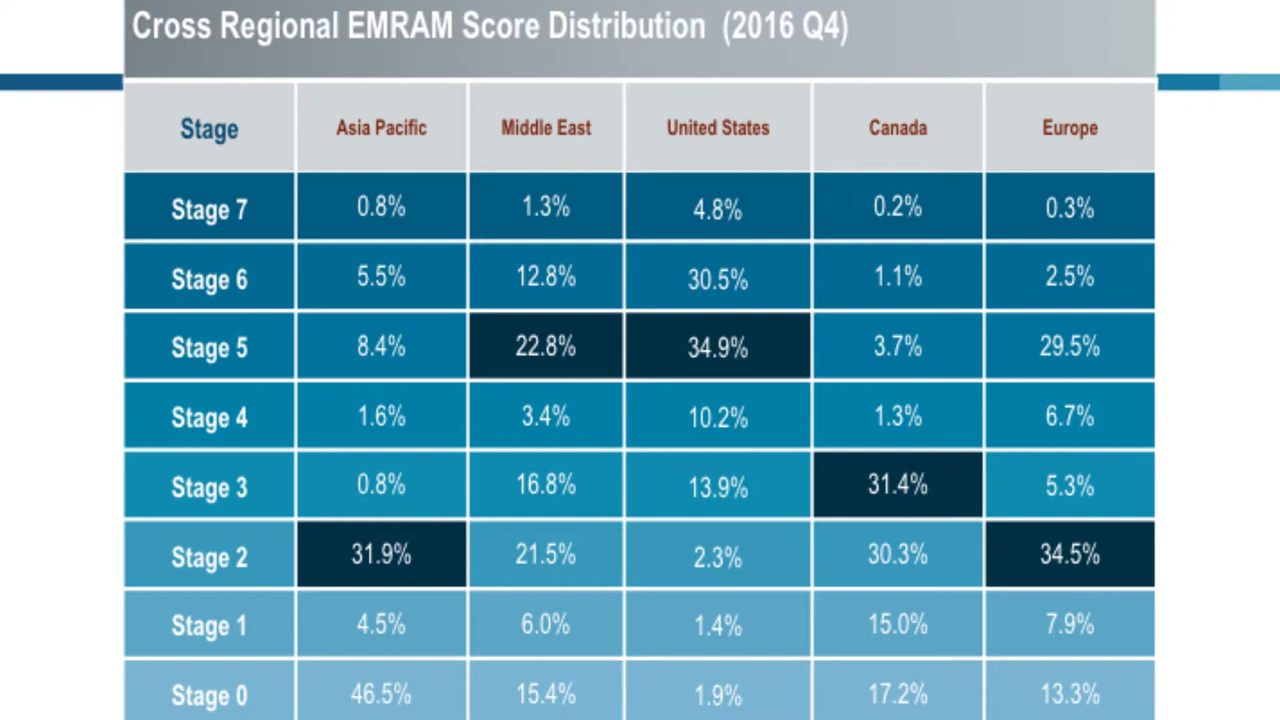 Cross Regional EMRAM Score Distribution (2016 Q4)
Stage Asia Pacific Middle East United States Canada Europe
Stage 7 0.8% 1.3% 4.8% 0.2% 0.3%
Stage 6 5.5% 12.8% 30.5% 1.1% 2.5%
Stage 5 8.4% 22.8% 34.9% 3.7% 29.5%
Stage 4 1.6% 3.4% 10.2% 1.3% 6.7%
Stage 3 0.8% 16.8% 13.9% 31.4% 5.3%
Stage 2 31.9% 21.5% 2.3% 30.3% 34.5%
Stage 1 4.5% 6.0% 1.4% 15.0% 7.9%
Stage 0 46.5% 15.4% 1.9% 17.2% 13.3%